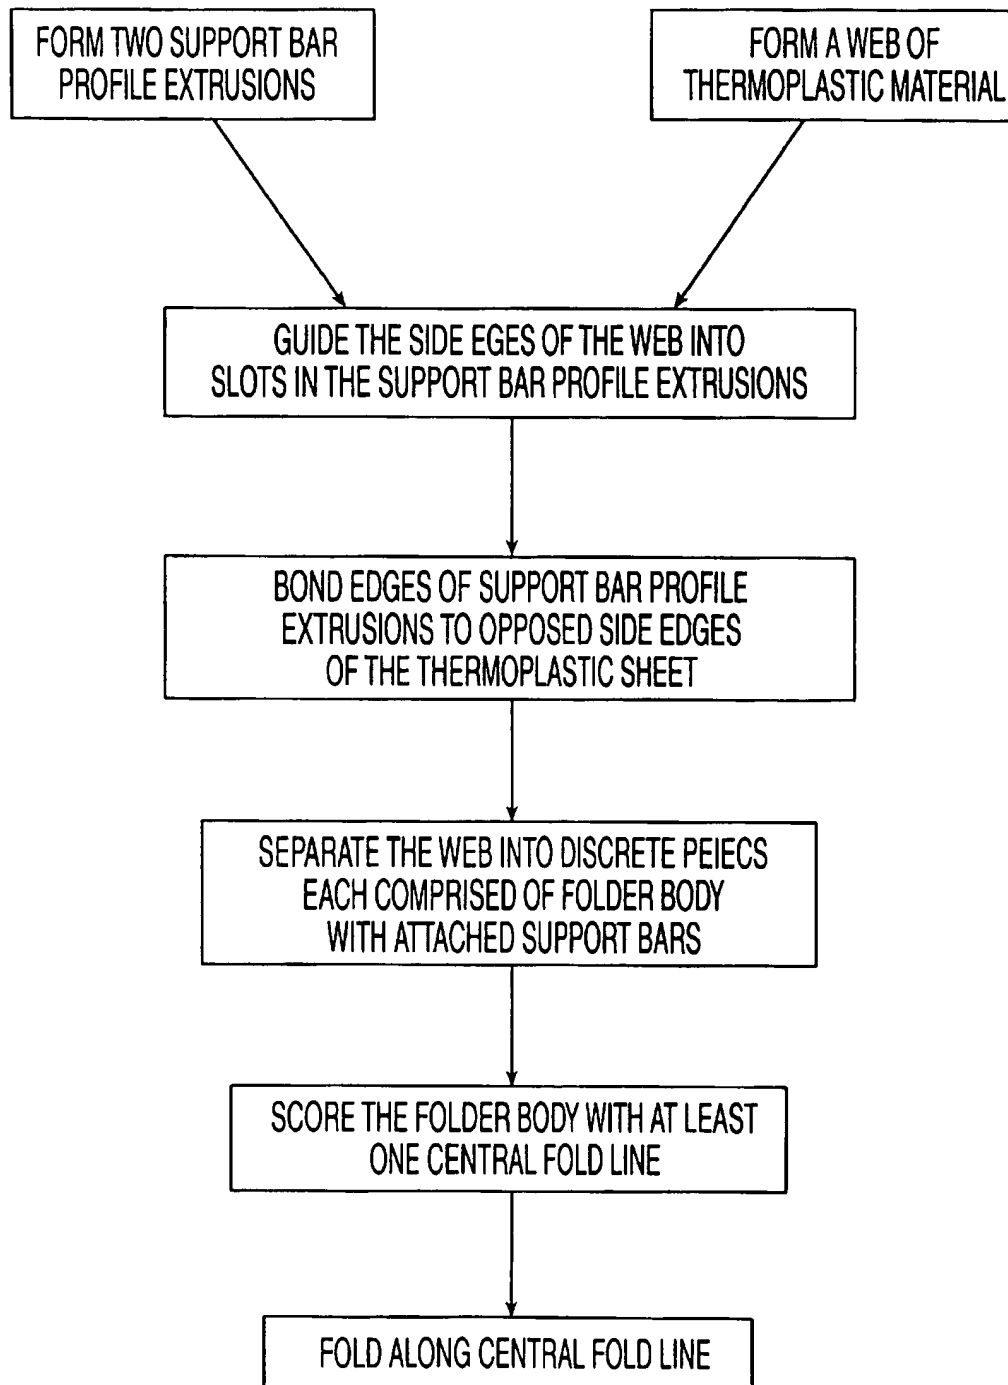 FORM TWO SUPPORT BAR
PROFILE EXTRUSIONS
FORM A WEB OF
THERMOPLASTIC MATERIAL
GUIDE THE SIDE EGES OF THE WEB INTO
SLOTS IN THE SUPPORT BAR PROFILE EXTRUSIONS
BOND EDGES OF SUPPORT BAR PROFILE
EXTRUSIONS TO OPPOSED SIDE EDGES
OF THE THERMOPLASTIC SHEET
SEPARATE THE WEB INTO DISCRETE PEIECS
EACH COMPRISED OF FOLDER BODY
WITH ATTACHED SUPPORT BARS
SCORE THE FOLDER BODY WITH AT LEAST
ONE CENTRAL FOLD LINE
FOLD ALONG CENTRAL FOLD LINE